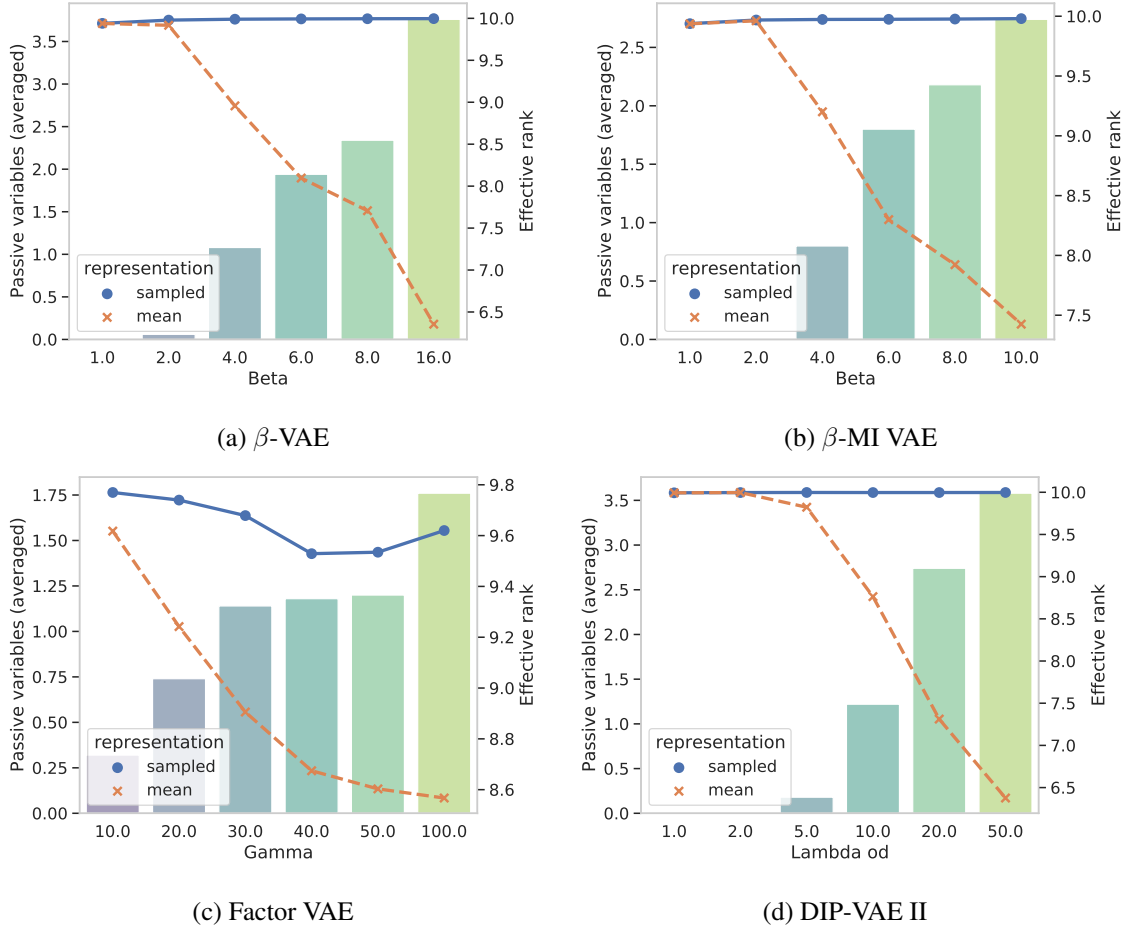 3.5
3.0
2.5
2.0
1.5
1.0
0.5
0.0
Passive variables (averaged)
10.0
9.5
9.0
8.5
8.0
7.5
7.0
6.5
Effective rank
representation
sampled
mean
1.0 2.0 4.0 6.0 8.0 16.0
Beta
(a) β-VAE
2.5
2.0
1.5
1.0
0.5
0.0
Passive variables (averaged)
10.0
9.5
9.0
8.5
8.0
7.5
Effective rank
representation
sampled
mean
1.0 2.0 4.0 6.0 8.0 10.0
Beta
(b) β-MI VAE
1.75
1.50
1.25
1.00
0.75
0.50
0.25
0.00
Passive variables (averaged)
9.8
9.6
9.4
9.2
9.0
8.8
8.6
Effective rank
representation
sampled
mean
10.0 20.0 30.0 40.0 50.0 100.0
Gamma
(c) Factor VAE
3.5
3.0
2.5
2.0
1.5
1.0
0.5
0.0
Passive variables (averaged)
10.0
9.5
9.0
8.5
8.0
7.5
7.0
6.5
Effective rank
representation
sampled
mean
1.0 2.0 5.0 10.0 20.0 50.0
Lambda od
(d) DIP-VAE II